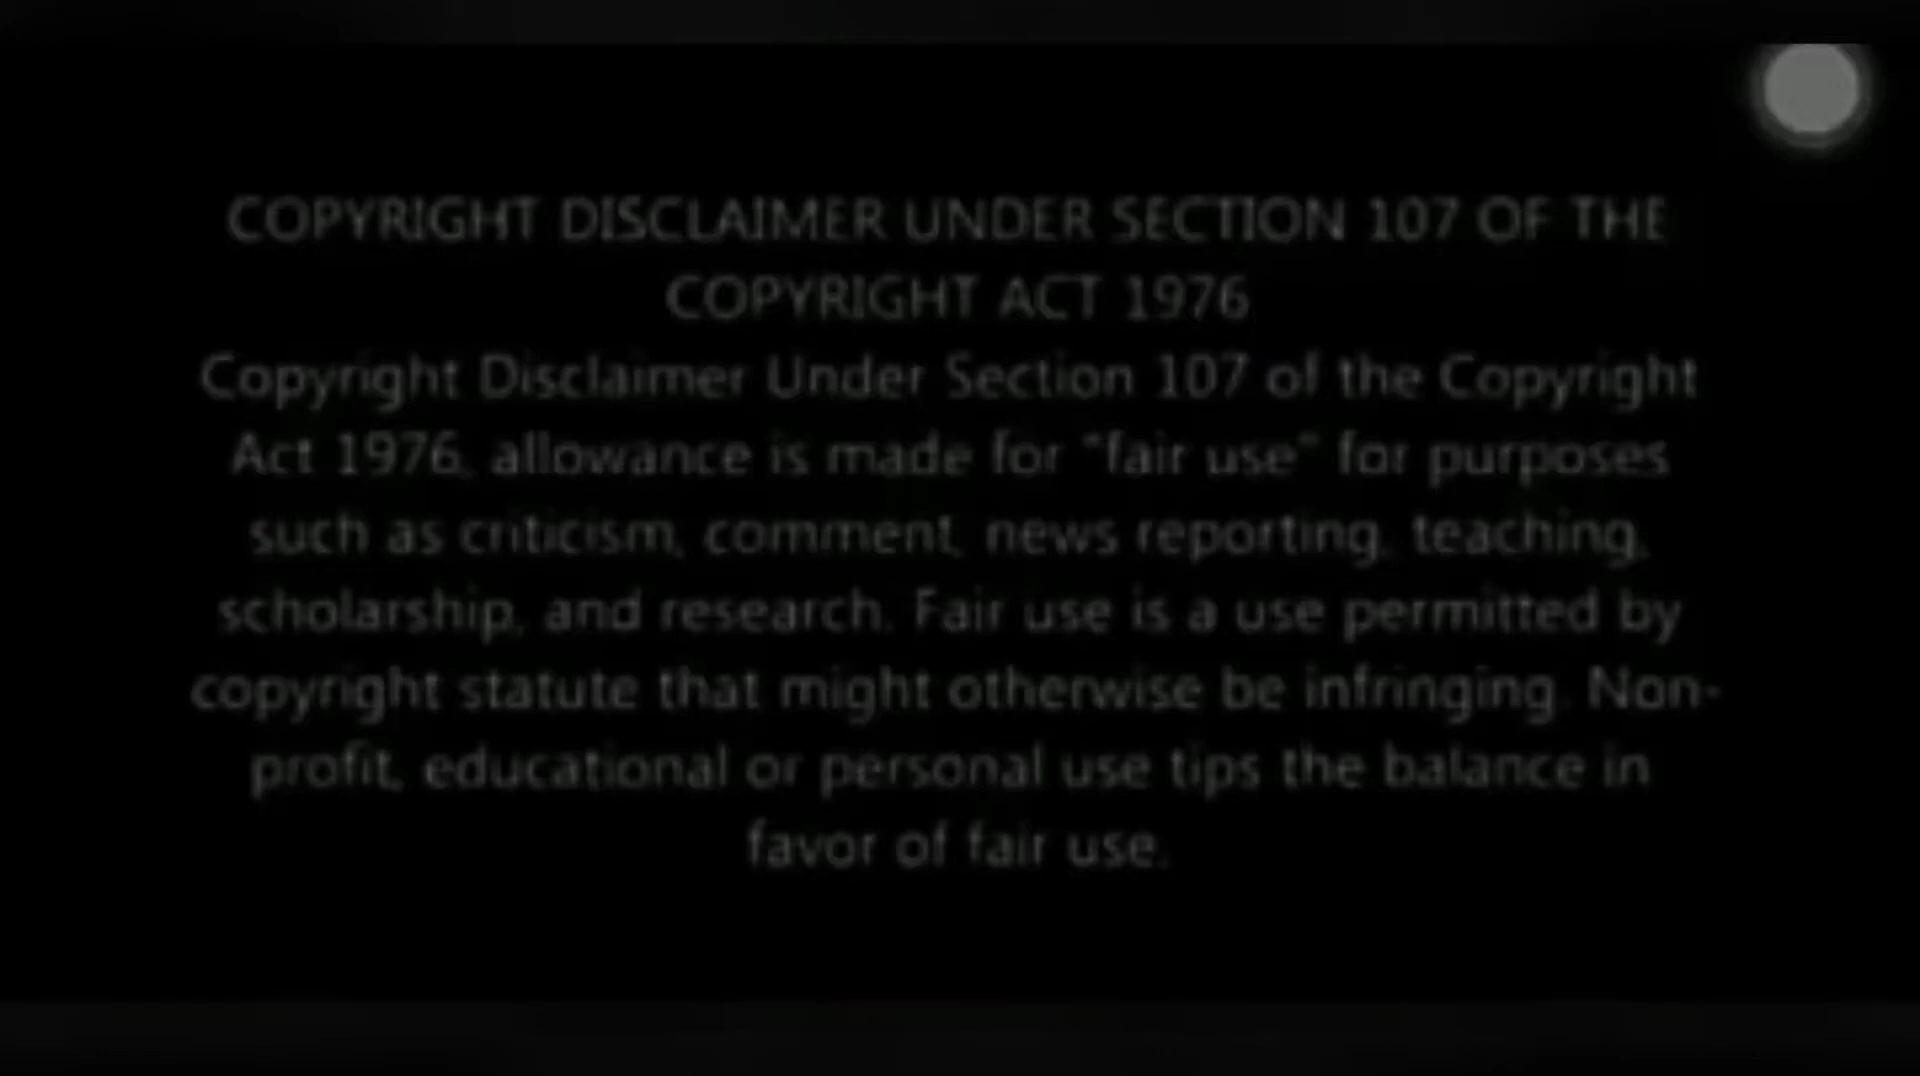 COPYRIGHT DISCLAIMER UNDER SECTION 107 OF THE
COPYRIGHT ACT 1976
Copyright Disclaimer Under Section 107 of the Copyright
Act 1976, allowance is made for "fair use" for purposes
such as criticism, comment, news reporting, teaching,
scholarship, and research. Fair use is a use permitted by
copyright statute that might otherwise be infringing. Non-
profit, educational or personal use tips the balance in
favor of fair use.